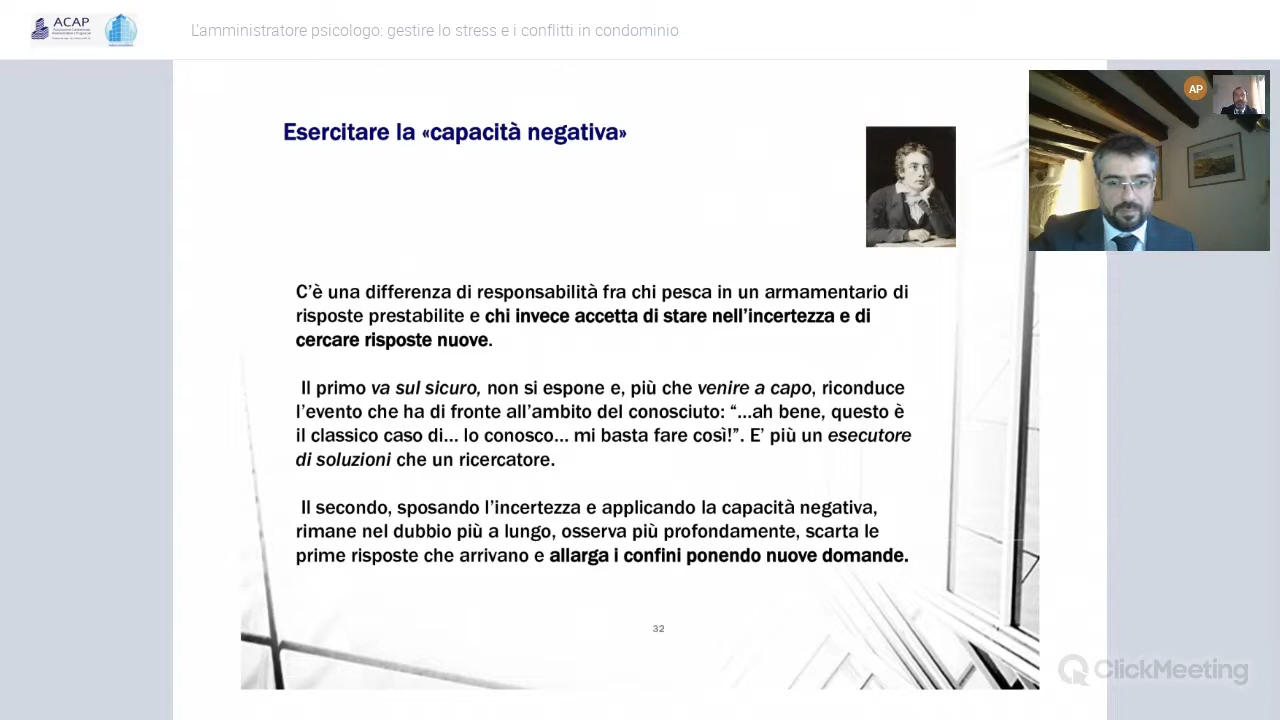 ACAP
L'amministratore psicologo: gestire lo stress e i conflitti in condominio
AP
Esercitare la «capacità negativa»
C'è una differenza di responsabilità fra chi pesca in un armamentario di
risposte prestabilite e chi invece accetta di stare nell'incertezza e di
cercare risposte nuove.
Il primo va sul sicuro, non si espone e, più che venire a capo, riconduce
l'evento che ha di fronte all'ambito del conosciuto: “...ah bene, questo è
il classico caso di... lo conosco... mi basta fare così!”. E' più un esecutore
di soluzioni che un ricercatore.
Il secondo, sposando l'incertezza e applicando la capacità negativa,
rimane nel dubbio più a lungo, osserva più profondamente, scarta le
prime risposte che arrivano e allarga i confini ponendo nuove domande.
32
ClickMeeting